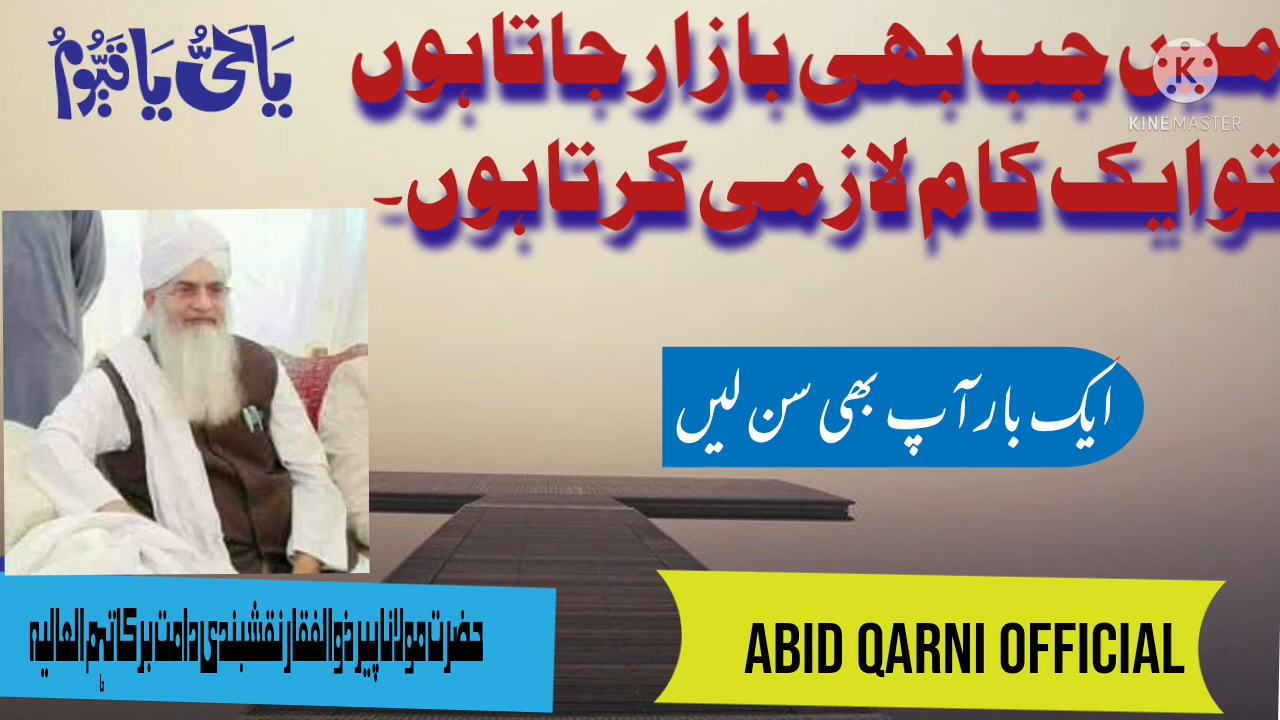 یَاحَیُّ یَاقَیُّوْمُ
میں جب بھی بازار جاتا ہوں
تو ایک کام لازمی کرتا ہوں۔
KINEMASTER
ایک بار آپ بھی سن لیں
حضرت مولانا پیر ذوالفقار نقشبندی دامت برکاتہم العالیہ
ABID QARNI OFFICIAL